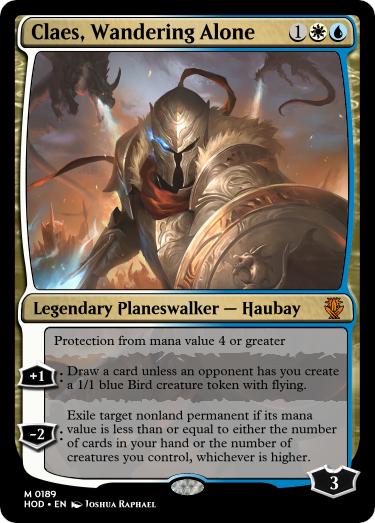 Claes, Wandering Alone 1
Legendary Planeswalker — Haubay
Protection from mana value 4 or greater
+1 : Draw a card unless an opponent has you create
a 1/1 blue Bird creature token with flying.
-2 : Exile target nonland permanent if its mana
value is less than or equal to either the number
of cards in your hand or the number of
creatures you control, whichever is higher.
3
M 0189
HOD • EN Joshua Raphael